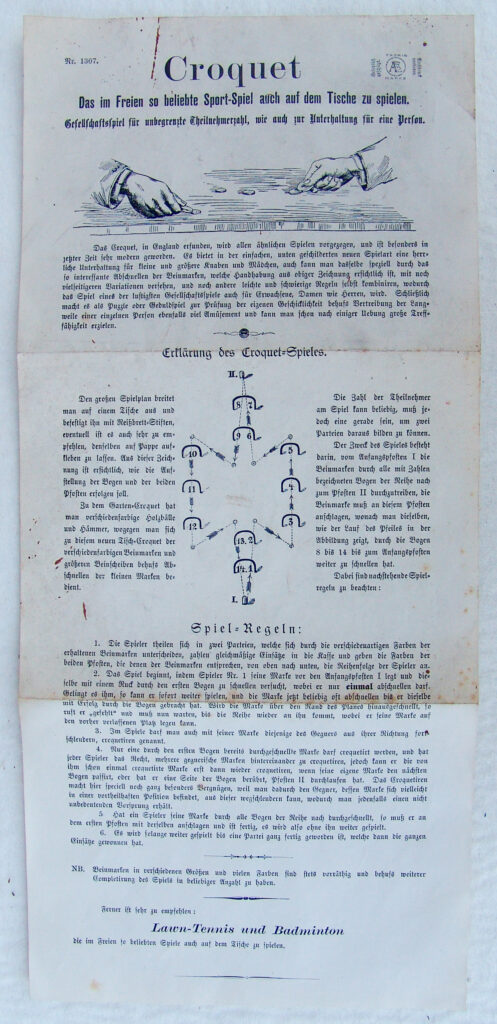 Nr. 1307.
Croquet
FABRIK
AB
MARKE
Das im Freien so beliebte Sport-Spiel auch auf dem Tische zu spielen.
Gesellschaftsspiel für unbegrenzte Theilnehmerzahl, wie auch zur Unterhaltung für eine Person.
Das Croquet, in England erfunden, wird allen ähnlichen Spielen vorgezogen, und ist besonders in
letzter Zeit sehr modern geworden. Es bietet in der einfachen, unten geschilderten neuen Spielart eine herr-
liche Unterhaltung für kleine und größere Knaben und Mädchen, auch kann man dasselbe speziell durch das
so interessante Abschnellen der Beinmarken, welche Handhabung aus obiger Zeichnung ersichtlich ist, mit noch
vielseitigeren Variationen versehen, und noch andere leichte und schwierige Regeln selbst kombiniren, wodurch
das Spiel eines der lustigsten Gesellschaftsspiele auch für Erwachsene, Damen wie Herren, wird. Schließlich
macht es als Puzzle oder Geduldspiel zur Prüfung der eigenen Geschicklichkeit behufs Vertreibung der Lang-
weile einer einzelnen Person ebenfalls viel Amüsement und kann man schon nach einiger Uebung große Treff-
fähigkeit erzielen.
Erklärung des Croquet-Spieles.
Den großen Spielplan breitet
man auf einem Tische aus und
befestigt ihn mit Reißbrett-Stiften,
eventuell ist es auch sehr zu em-
pfehlen, denselben auf Pappe auf-
kleben zu lassen. Aus dieser Zeich-
nung ist ersichtlich, wie die Auf-
stellung der Bogen und der beiden
Pfosten erfolgen soll.
Zu dem Garten-Croquet hat
man verschiedenfarbige Holzbälle
und Hämmer, wogegen man sich
zu diesem neuen Tisch-Croquet der
verschiedenfarbigen Beinmarken und
größeren Beinscheiben behufs Ab-
schnellen der kleinen Marken be-
dient.
II.
8 7
9 6
10
5
11
4
12
3
13. 2
14. 1
I.
Die Zahl der Theilnehmer
am Spiel kann beliebig, muß je-
doch eine gerade sein, um zwei
Parteien daraus bilden zu können.
Der Zweck des Spieles besteht
darin, vom Anfangspfosten I die
Beinmarken durch alle mit Zahlen
bezeichneten Bogen der Reihe nach
zum Pfosten II durchzutreiben, die
Beinmarke muß an diesem Pfosten
anschlagen, wonach man dieselben,
wie der Lauf des Pfeiles in der
Abbildung zeigt, durch die Bogen
8 bis 14 bis zum Anfangspfosten
weiter zu schnellen hat.
Dabei sind nachstehende Spiel-
regeln zu beachten:
Spiel-Regeln:
1. Die Spieler theilen sich in zwei Parteien, welche sich durch die verschiedenartigen Farben der
erhaltenen Beinmarken unterscheiden, zahlen gleichmäßige Einsätze in die Kasse und geben die Farben der
beiden Pfosten, die denen der Beinmarken entsprechen, von oben nach unten, die Reihenfolge der Spieler an.
2. Das Spiel beginnt, indem Spieler Nr. 1 seine Marke vor den Anfangspfosten I legt und die-
selbe mit einem Ruck durch den ersten Bogen zu schnellen versucht, wobei er nur einmal abschnellen darf.
Gelingt es ihm, so kann er sofort weiter spielen, und die Marke jetzt beliebig oft abschnellen bis er dieselbe
mit Erfolg durch die Bogen gebracht hat. Wird die Marke über den Rand des Planes hinausgeschnellt, so
ruft er „gefehlt" und muß nun warten, bis die Reihe wieder an ihn kommt, wobei er seine Marke auf
den vorher verlassenen Platz legen kann.
3. Im Spiele darf man auch mit seiner Marke diejenige des Gegners aus ihrer Richtung fort-
schleudern, croquetiren genannt.
4. Nur eine durch den ersten Bogen bereits durchgeschnellte Marke darf croquetirt werden, und hat
jeder Spieler das Recht, mehrere gegnerische Marken hintereinander zu croquetiren, jedoch kann er die von
ihm schon einmal croquetirte Marke erst dann wieder croquetiren, wenn seine eigene Marke den nächsten
Bogen passirt, oder hat er eine Seite der Bogen berührt, Pfosten II durchlaufen hat. Das Croquetiren
macht hier speciell noch ganz besonders Vergnügen, weil man dadurch den Gegner, dessen Marke sich vielleicht
in einer vortheilhaften Position befindet, aus dieser wegschleudern kann, wodurch man jedenfalls einen nicht
unbedeutenden Vorsprung erhält.
5. Hat ein Spieler seine Marke durch alle Bogen der Reihe nach durchgeschnellt, so muß er an
dem ersten Pfosten mit derselben anschlagen und ist fertig, es wird also ohne ihn weiter gespielt.
6. Es wird solange weiter gespielt bis eine Partei ganz fertig geworden ist, welche dann die ganzen
Einsätze gewonnen hat.
NB. Beinmarken in verschiedenen Größen und vielen Farben sind stets vorräthig und behufs weiterer
Completirung des Spiels in beliebiger Anzahl zu haben.
Ferner ist sehr zu empfehlen:
Lawn-Tennis und Badminton
die im Freien so beliebten Spiele auch auf dem Tische zu spielen.